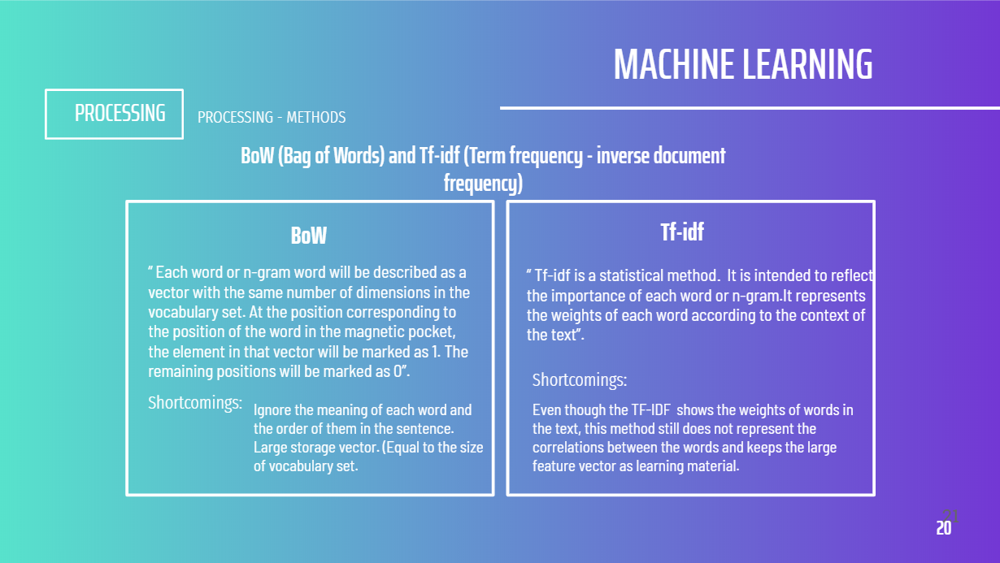 MACHINE LEARNING
PROCESSING
PROCESSING - METHODS
BoW (Bag of Words) and Tf-idf (Term frequency - inverse document
frequency)
BoW
“ Each word or n-gram word will be described as a
vector with the same number of dimensions in the
vocabulary set. At the position corresponding to
the position of the word in the magnetic pocket,
the element in that vector will be marked as 1. The
remaining positions will be marked as 0”.
Shortcomings:
Ignore the meaning of each word and
the order of them in the sentence.
Large storage vector. (Equal to the size
of vocabulary set.
Tf-idf
“ Tf-idf is a statistical method.  It is intended to reflect
the importance of each word or n-gram.It represents
the weights of each word according to the context of
the text”.
Shortcomings:
Even though the TF-IDF  shows the weights of words in
the text, this method still does not represent the
correlations between the words and keeps the large
feature vector as learning material.
21
20